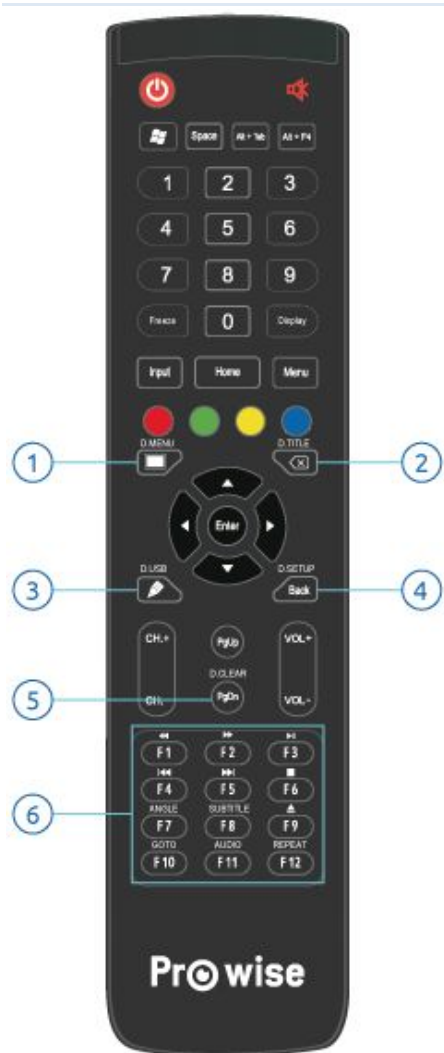 Space Alt + Tab Alt + F4
1 2 3
4 5 6
7 8 9
Freeze 0 Display
Input Home Menu
D.MENU D.TITLE
1 2
Enter
D.USB D.SETUP
3 Back 4
CH.+ PgUp VOL+
D.CLEAR
5 CH. PgDn VOL-
F1 F2 F3
F4 F5 F6
ANGLE SUBTITLE
6 F7 F8 F9
GOTO AUDIO REPEAT
F10 F11 F12
Prowise